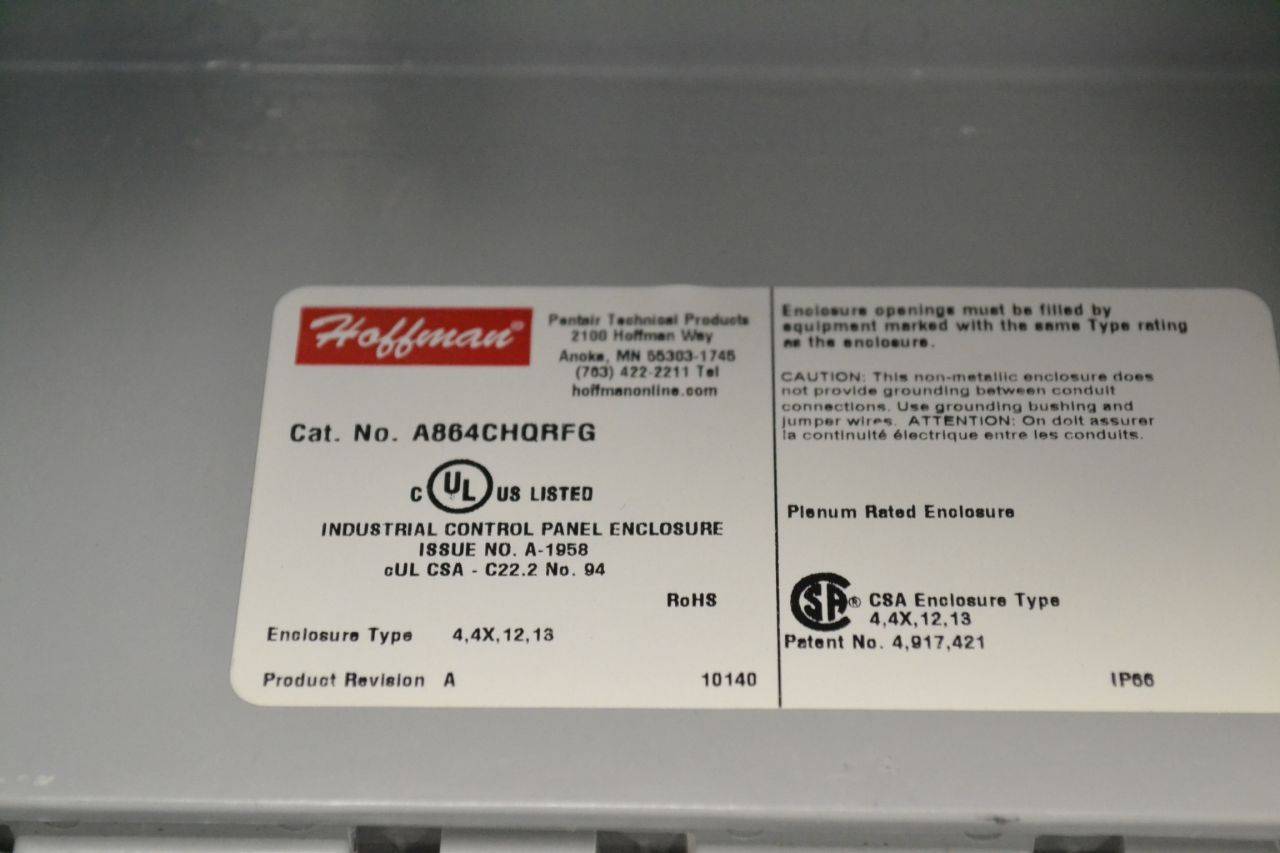 Hoffman®
Pentair Technical Products
2100 Hoffman Way
Anoka, MN 55303-1745
(763) 422-2211 Tel
hoffmanonline.com
Cat. No. A864CHQRFG
C UL US LISTED
INDUSTRIAL CONTROL PANEL ENCLOSURE
ISSUE NO. A-1958
cUL CSA - C22.2 No. 94
RoHS
Enclosure Type 4,4X,12,13
Product Revision A 10140
Enclosure openings must be filled by
equipment marked with the same Type rating
as the enclosure.
CAUTION: This non-metallic enclosure does
not provide grounding between conduit
connections. Use grounding bushing and
jumper wires. ATTENTION: On doit assurer
la continuité électrique entre les conduits.
Plenum Rated Enclosure
SA® CSA Enclosure Type
4,4X,12,13
Patent No. 4,917,421
IP66